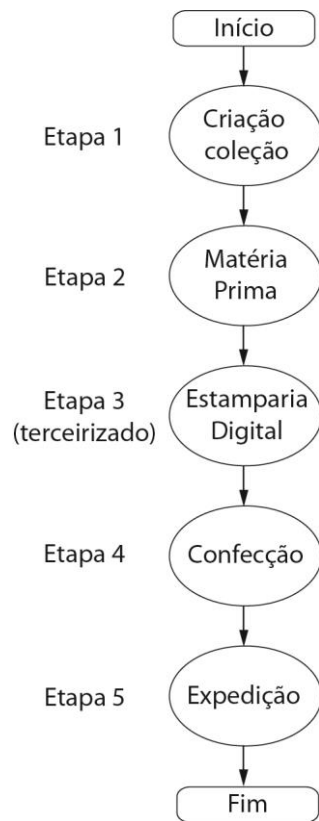 Início
Etapa 1
Criação
coleção
Etapa 2
Matéria
Prima
Etapa 3
(terceirizado)
Estamparia
Digital
Etapa 4
Confecção
Etapa 5
Expedição
Fim